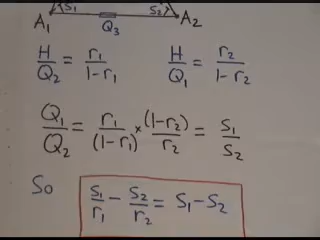 S₁ S₂
A₁ Q₃ A₂
H/Q₂ = r₁/(1-r₁) H/Q₁ = r₂/(1-r₂)
Q₁/Q₂ = r₁/(1-r₁) × (1-r₂)/r₂ = S₁/S₂
So S₁/r₁ - S₂/r₂ = S₁-S₂